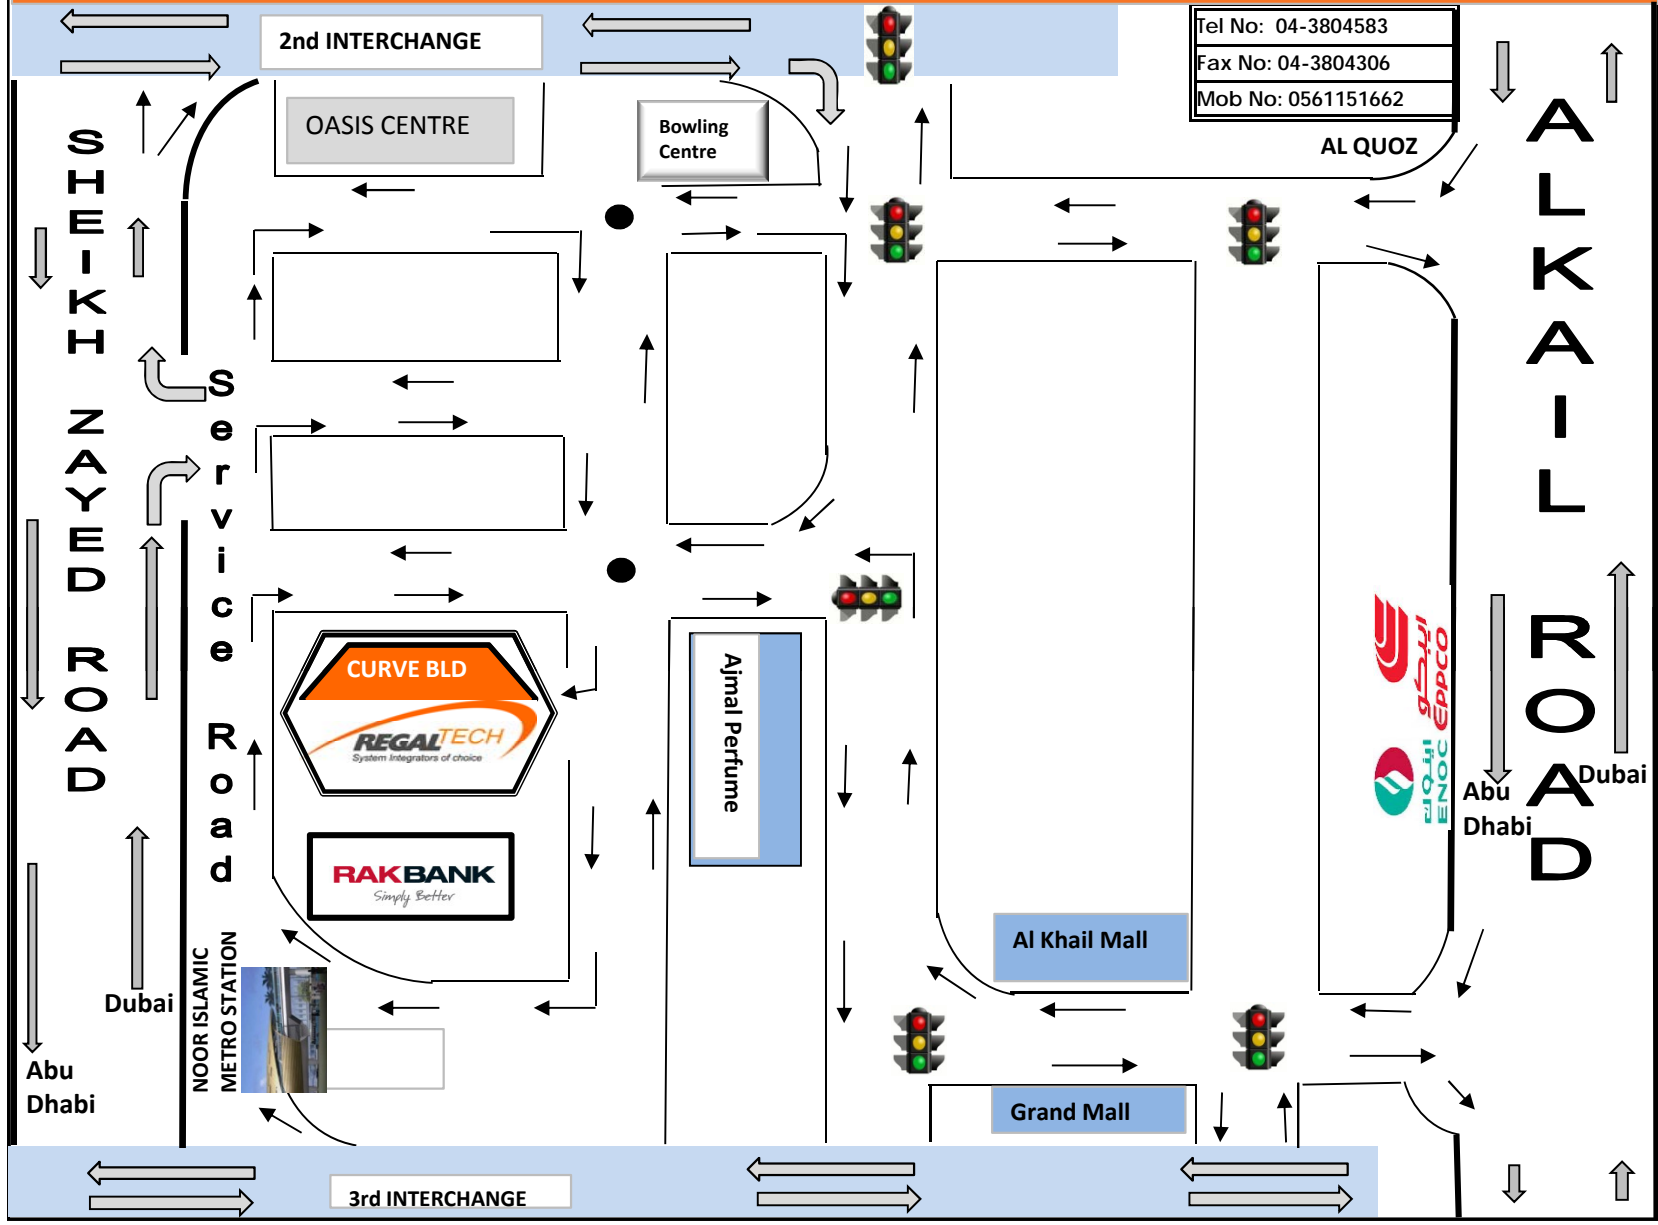 2nd INTERCHANGE
Tel No: 04-3804583
Fax No: 04-3804306
Mob No: 0561151662
OASIS CENTRE
Bowling
Centre
AL QUOZ
SHEIKH ZAYED ROAD
Service Road
ALKAIL ROAD
CURVE BLD
REGALTECH
System Integrators of choice
RAKBANK
Simply Better
Ajmal Perfume
EPPCO
ENOC
اينوك
Abu
Dhabi
Dubai
Al Khail Mall
NOOR ISLAMIC
METRO STATION
Dubai
Abu
Dhabi
Grand Mall
3rd INTERCHANGE